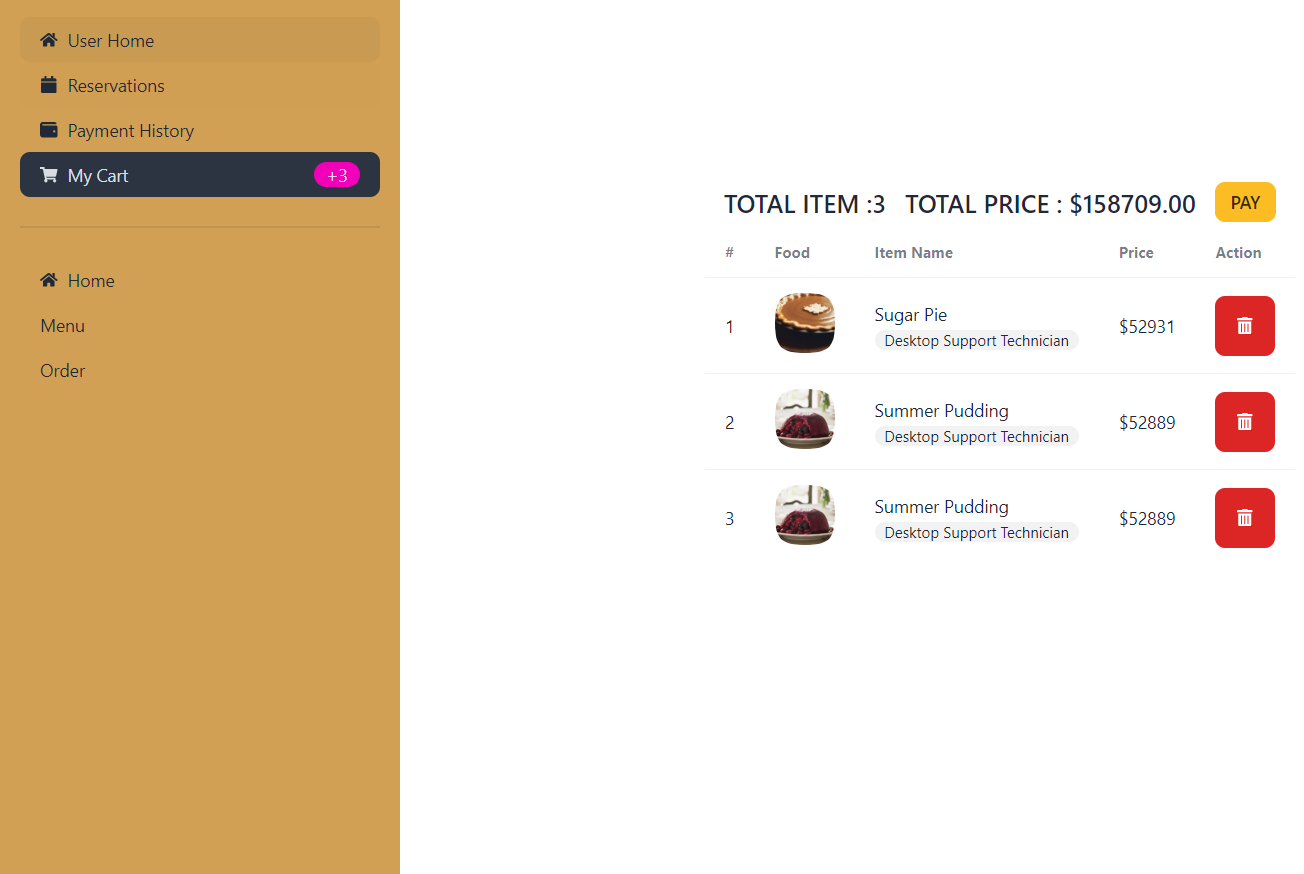 User Home
Reservations
Payment History
My Cart +3
Home
Menu
Order
TOTAL ITEM :3 TOTAL PRICE : $158709.00 PAY
# Food Item Name Price Action
1 Sugar Pie $52931
Desktop Support Technician
2 Summer Pudding $52889
Desktop Support Technician
3 Summer Pudding $52889
Desktop Support Technician